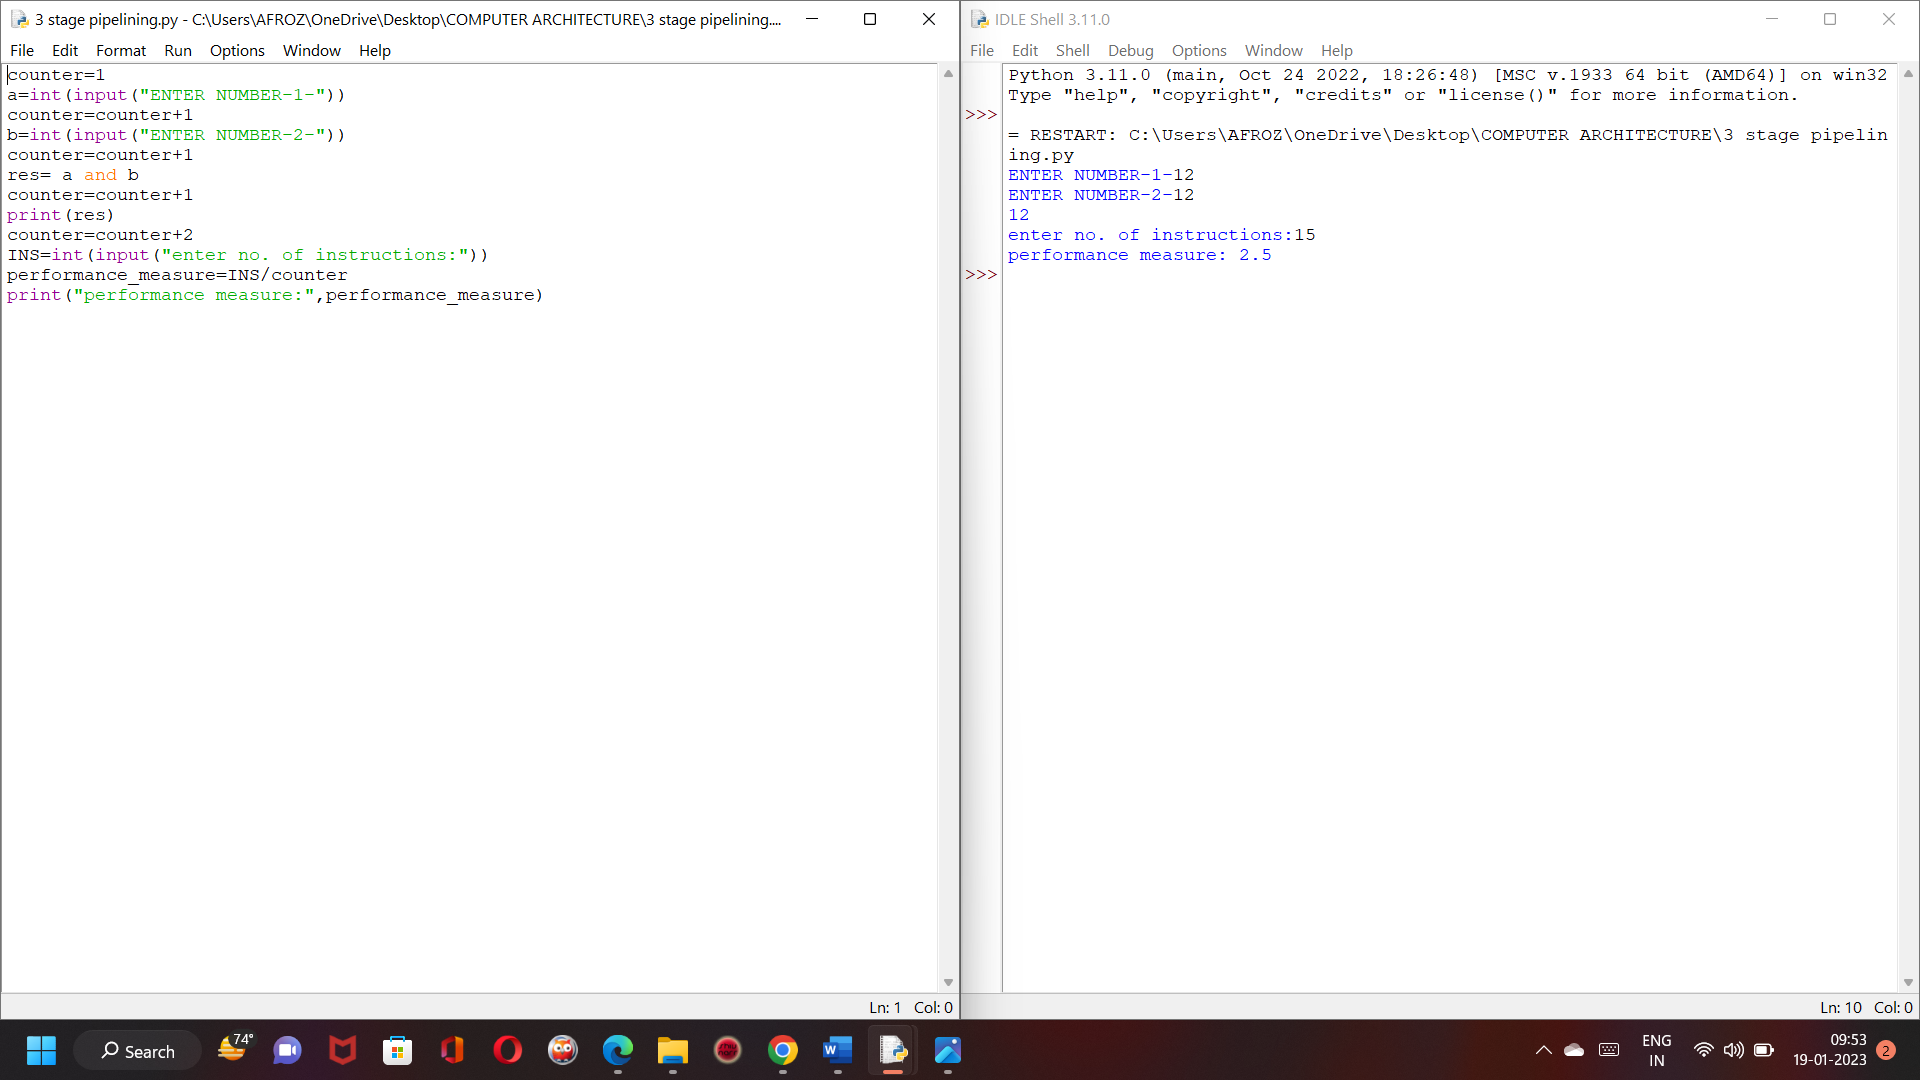 3 stage pipelining.py - C:\Users\AFROZ\OneDrive\Desktop\COMPUTER ARCHITECTURE\3 stage pipelining....
File Edit Format Run Options Window Help
counter=1
a=int(input("ENTER NUMBER-1-"))
counter=counter+1
b=int(input("ENTER NUMBER-2-"))
counter=counter+1
res= a and b
counter=counter+1
print(res)
counter=counter+2
INS=int(input("enter no. of instructions:"))
performance_measure=INS/counter
print("performance measure:",performance_measure)
Ln: 1 Col: 0
IDLE Shell 3.11.0
File Edit Shell Debug Options Window Help
Python 3.11.0 (main, Oct 24 2022, 18:26:48) [MSC v.1933 64 bit (AMD64)] on win32
Type "help", "copyright", "credits" or "license()" for more information.
>>>
= RESTART: C:\Users\AFROZ\OneDrive\Desktop\COMPUTER ARCHITECTURE\3 stage pipelin
ing.py
ENTER NUMBER-1-12
ENTER NUMBER-2-12
12
enter no. of instructions:15
performance measure: 2.5
>>>
Ln: 10 Col: 0
Search
74°
W
ENG
IN
09:53
19-01-2023
2